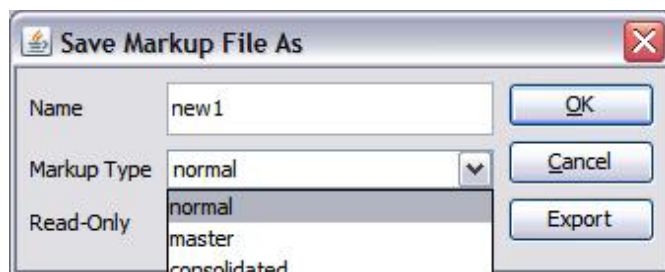 Save Markup File As
Name new1 OK
Markup Type normal Cancel
normal
Read-Only Export
master
consolidated